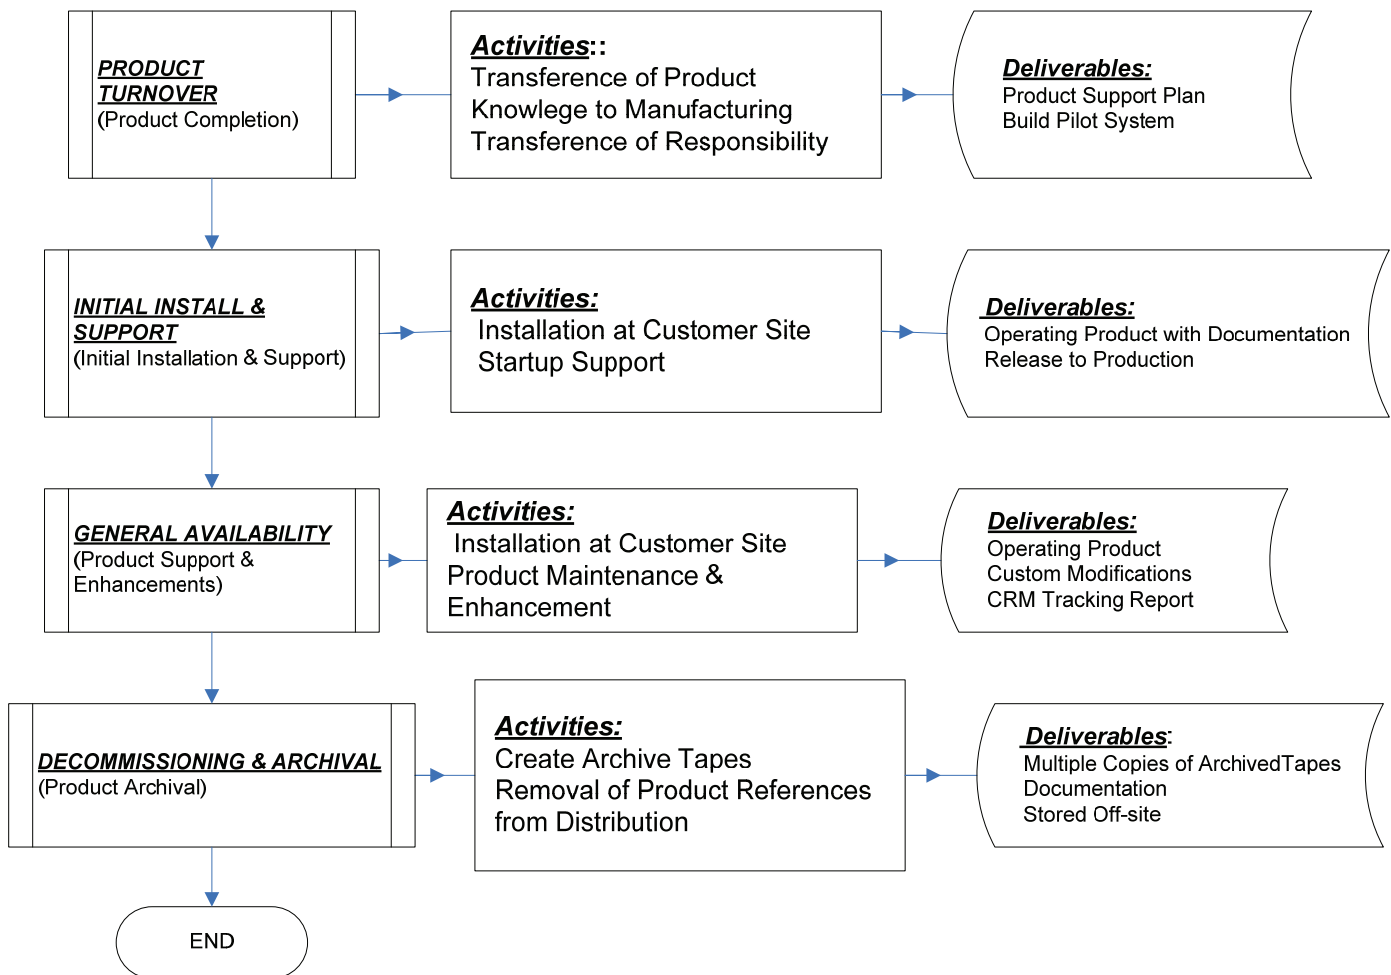 PRODUCT
TURNOVER
(Product Completion)
Activities::
Transference of Product
Knowlege to Manufacturing
Transference of Responsibility
Deliverables:
Product Support Plan
Build Pilot System
INITIAL INSTALL &
SUPPORT
(Initial Installation & Support)
Activities:
Installation at Customer Site
Startup Support
Deliverables:
Operating Product with Documentation
Release to Production
GENERAL AVAILABILITY
(Product Support &
Enhancements)
Activities:
Installation at Customer Site
Product Maintenance &
Enhancement
Deliverables:
Operating Product
Custom Modifications
CRM Tracking Report
DECOMMISSIONING & ARCHIVAL
(Product Archival)
Activities:
Create Archive Tapes
Removal of Product References
from Distribution
Deliverables:
Multiple Copies of ArchivedTapes
Documentation
Stored Off-site
END